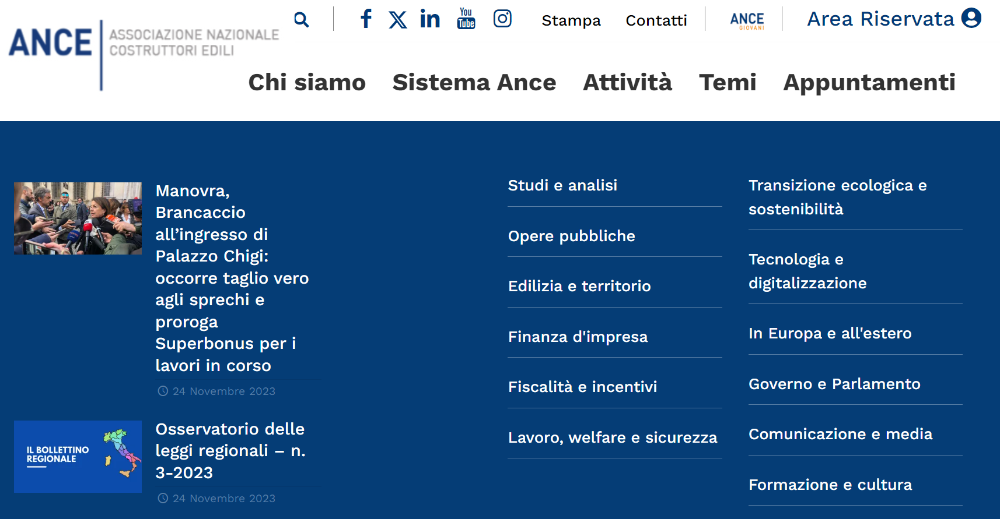 ANCE
ASSOCIAZIONE NAZIONALE
COSTRUTTORI EDILI
You
Tube
Stampa
Contatti
ANCE
GIOVANI
Area Riservata
Chi siamo
Sistema Ance
Attività
Temi
Appuntamenti
Manovra,
Brancaccio
all’ingresso di
Palazzo Chigi:
occorre taglio vero
agli sprechi e
proroga
Superbonus per i
lavori in corso
24 Novembre 2023
IL BOLLETTINO
REGIONALE
Osservatorio delle
leggi regionali – n.
3-2023
24 Novembre 2023
Studi e analisi
Opere pubbliche
Edilizia e territorio
Finanza d'impresa
Fiscalità e incentivi
Lavoro, welfare e sicurezza
Transizione ecologica e
sostenibilità
Tecnologia e
digitalizzazione
In Europa e all'estero
Governo e Parlamento
Comunicazione e media
Formazione e cultura